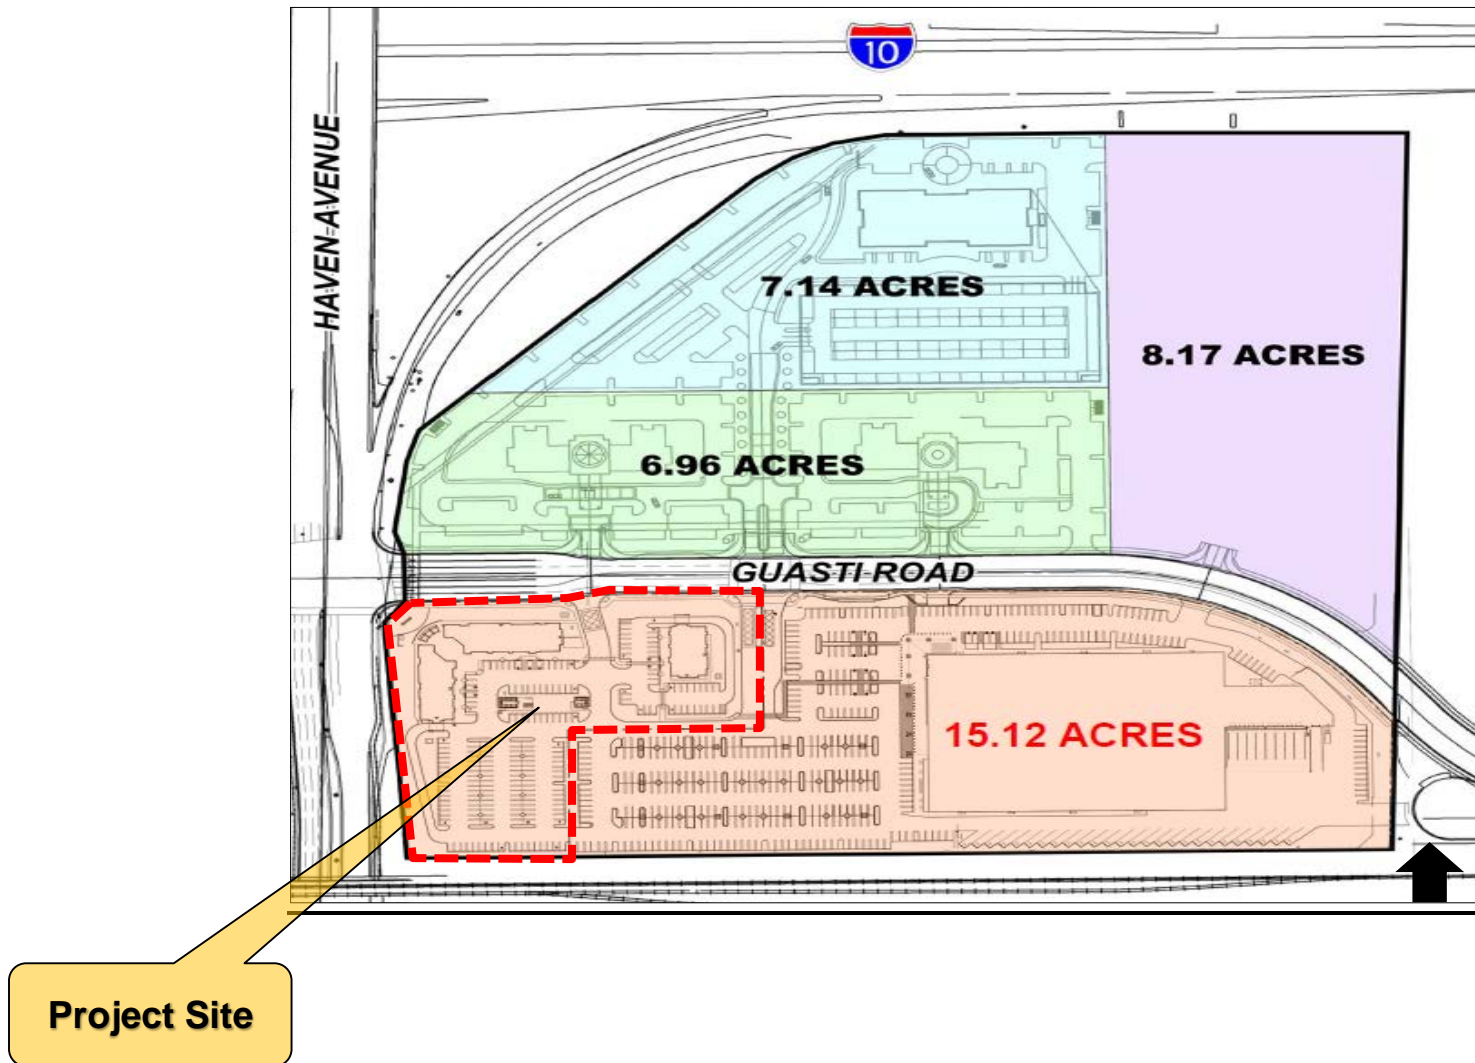 10
HAVEN AVENUE
7.14 ACRES
8.17 ACRES
6.96 ACRES
GUASTI ROAD
15.12 ACRES
Project Site